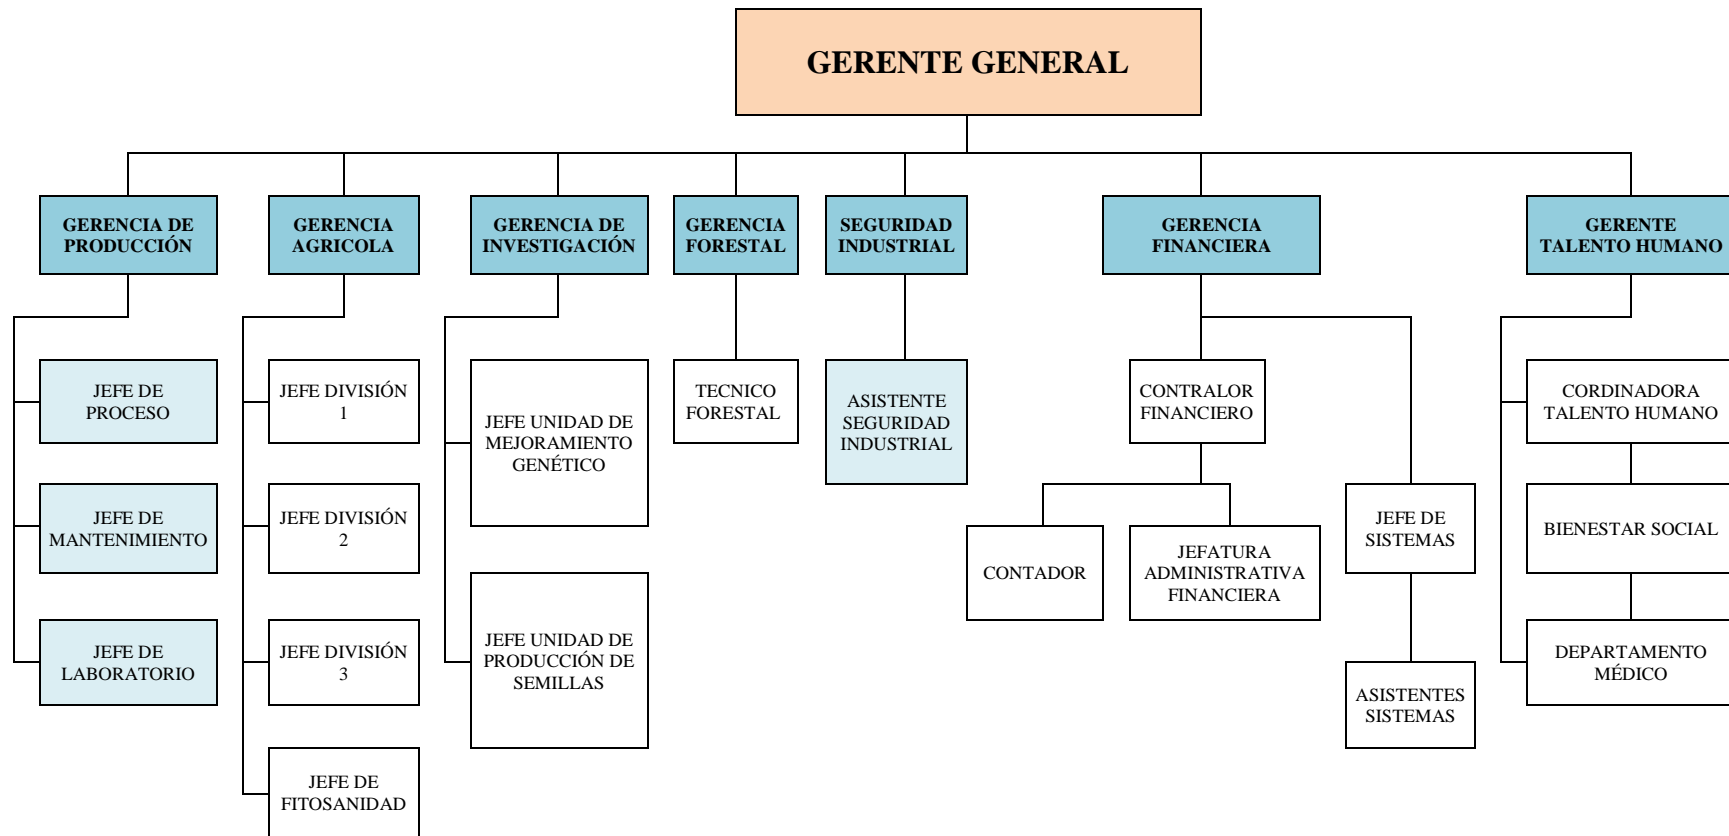 GERENTE GENERAL
GERENCIA DE
PRODUCCIÓN
GERENCIA
AGRICOLA
GERENCIA DE
INVESTIGACIÓN
GERENCIA
FORESTAL
SEGURIDAD
INDUSTRIAL
GERENCIA
FINANCIERA
GERENTE
TALENTO HUMANO
JEFE DE
PROCESO
JEFE DIVISIÓN
1
JEFE UNIDAD DE
MEJORAMIENTO
GENÉTICO
TECNICO
FORESTAL
ASISTENTE
SEGURIDAD
INDUSTRIAL
CONTRALOR
FINANCIERO
CORDINADORA
TALENTO HUMANO
JEFE DE
MANTENIMIENTO
JEFE DIVISIÓN
2
CONTADOR
JEFATURA
ADMINISTRATIVA
FINANCIERA
JEFE DE
SISTEMAS
BIENESTAR SOCIAL
JEFE DE
LABORATORIO
JEFE DIVISIÓN
3
JEFE UNIDAD DE
PRODUCCIÓN DE
SEMILLAS
ASISTENTES
SISTEMAS
DEPARTAMENTO
MÉDICO
JEFE DE
FITOSANIDAD